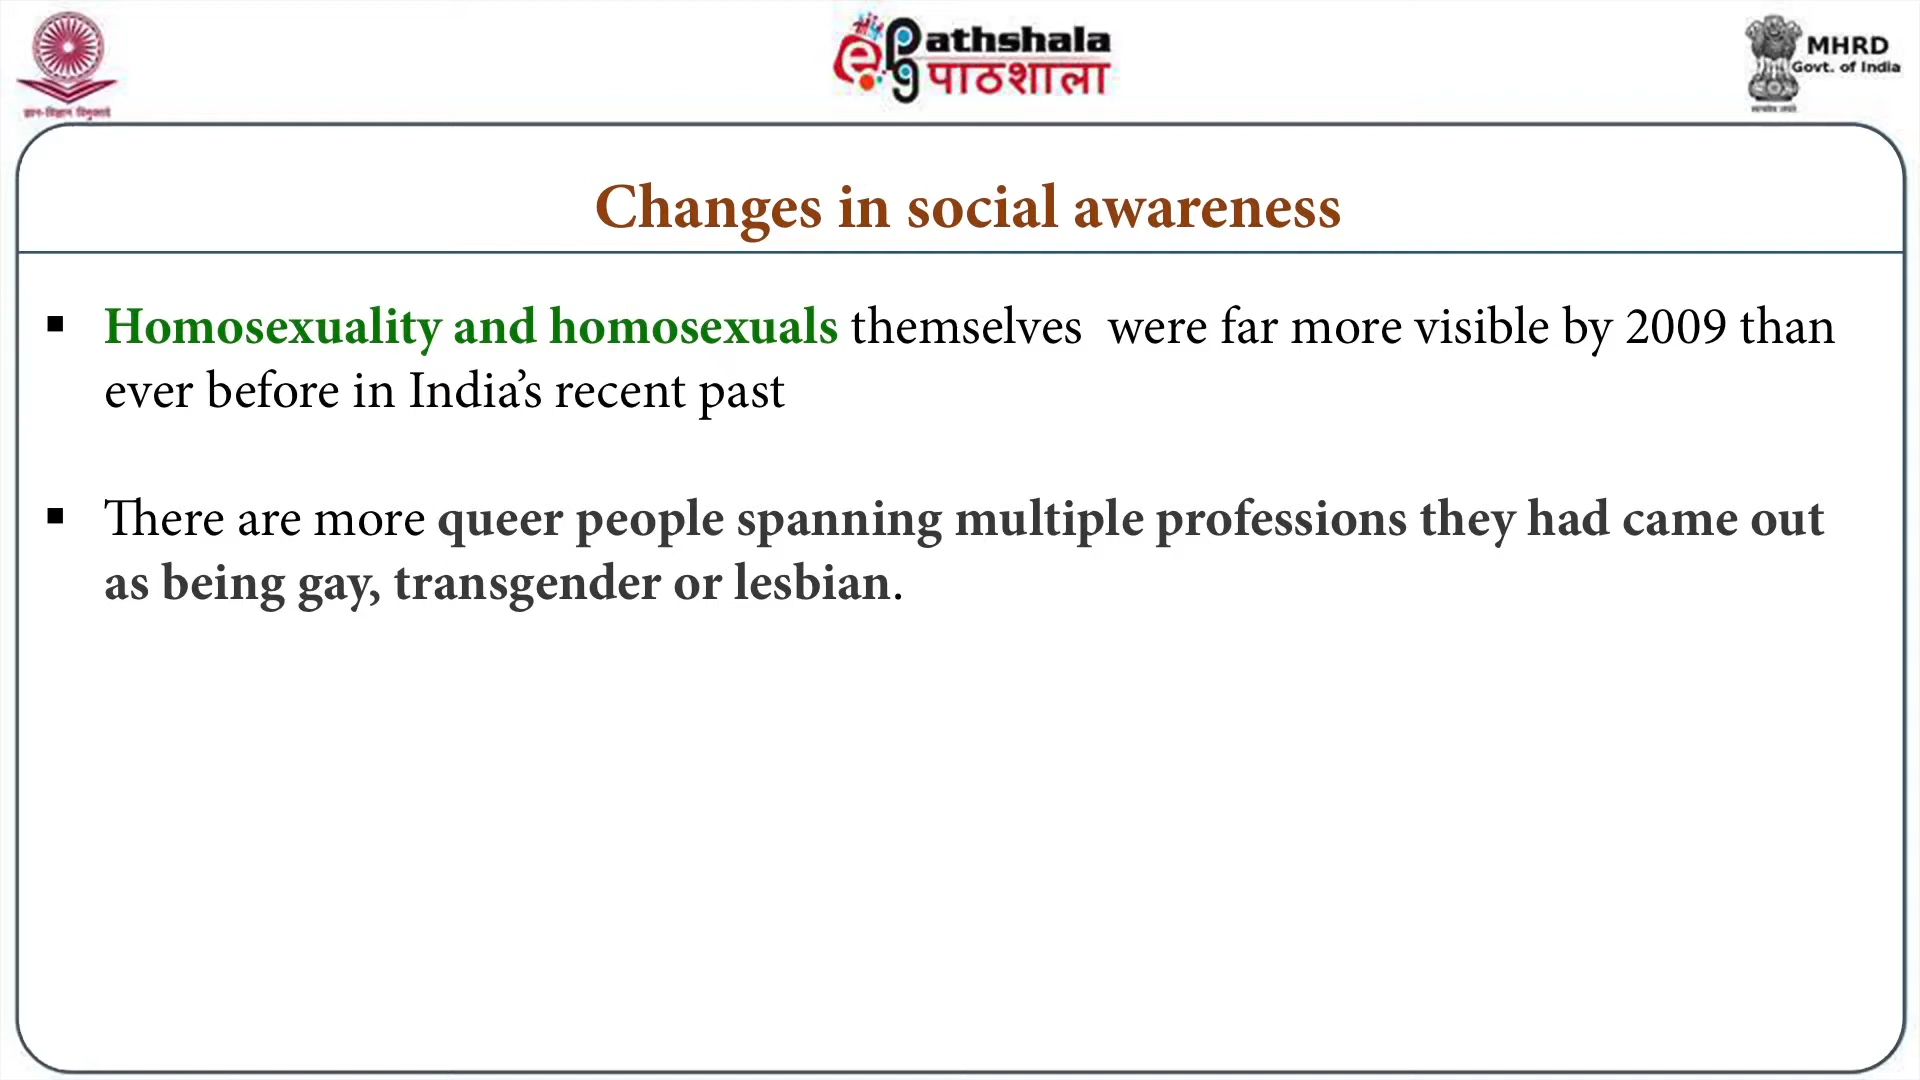 Pathshala
पाठशाला
MHRD
Govt. of India
ज्ञान-विज्ञान विमुक्तये
Changes in social awareness
▪ Homosexuality and homosexuals themselves were far more visible by 2009 than
ever before in India’s recent past
▪ There are more queer people spanning multiple professions they had came out
as being gay, transgender or lesbian.